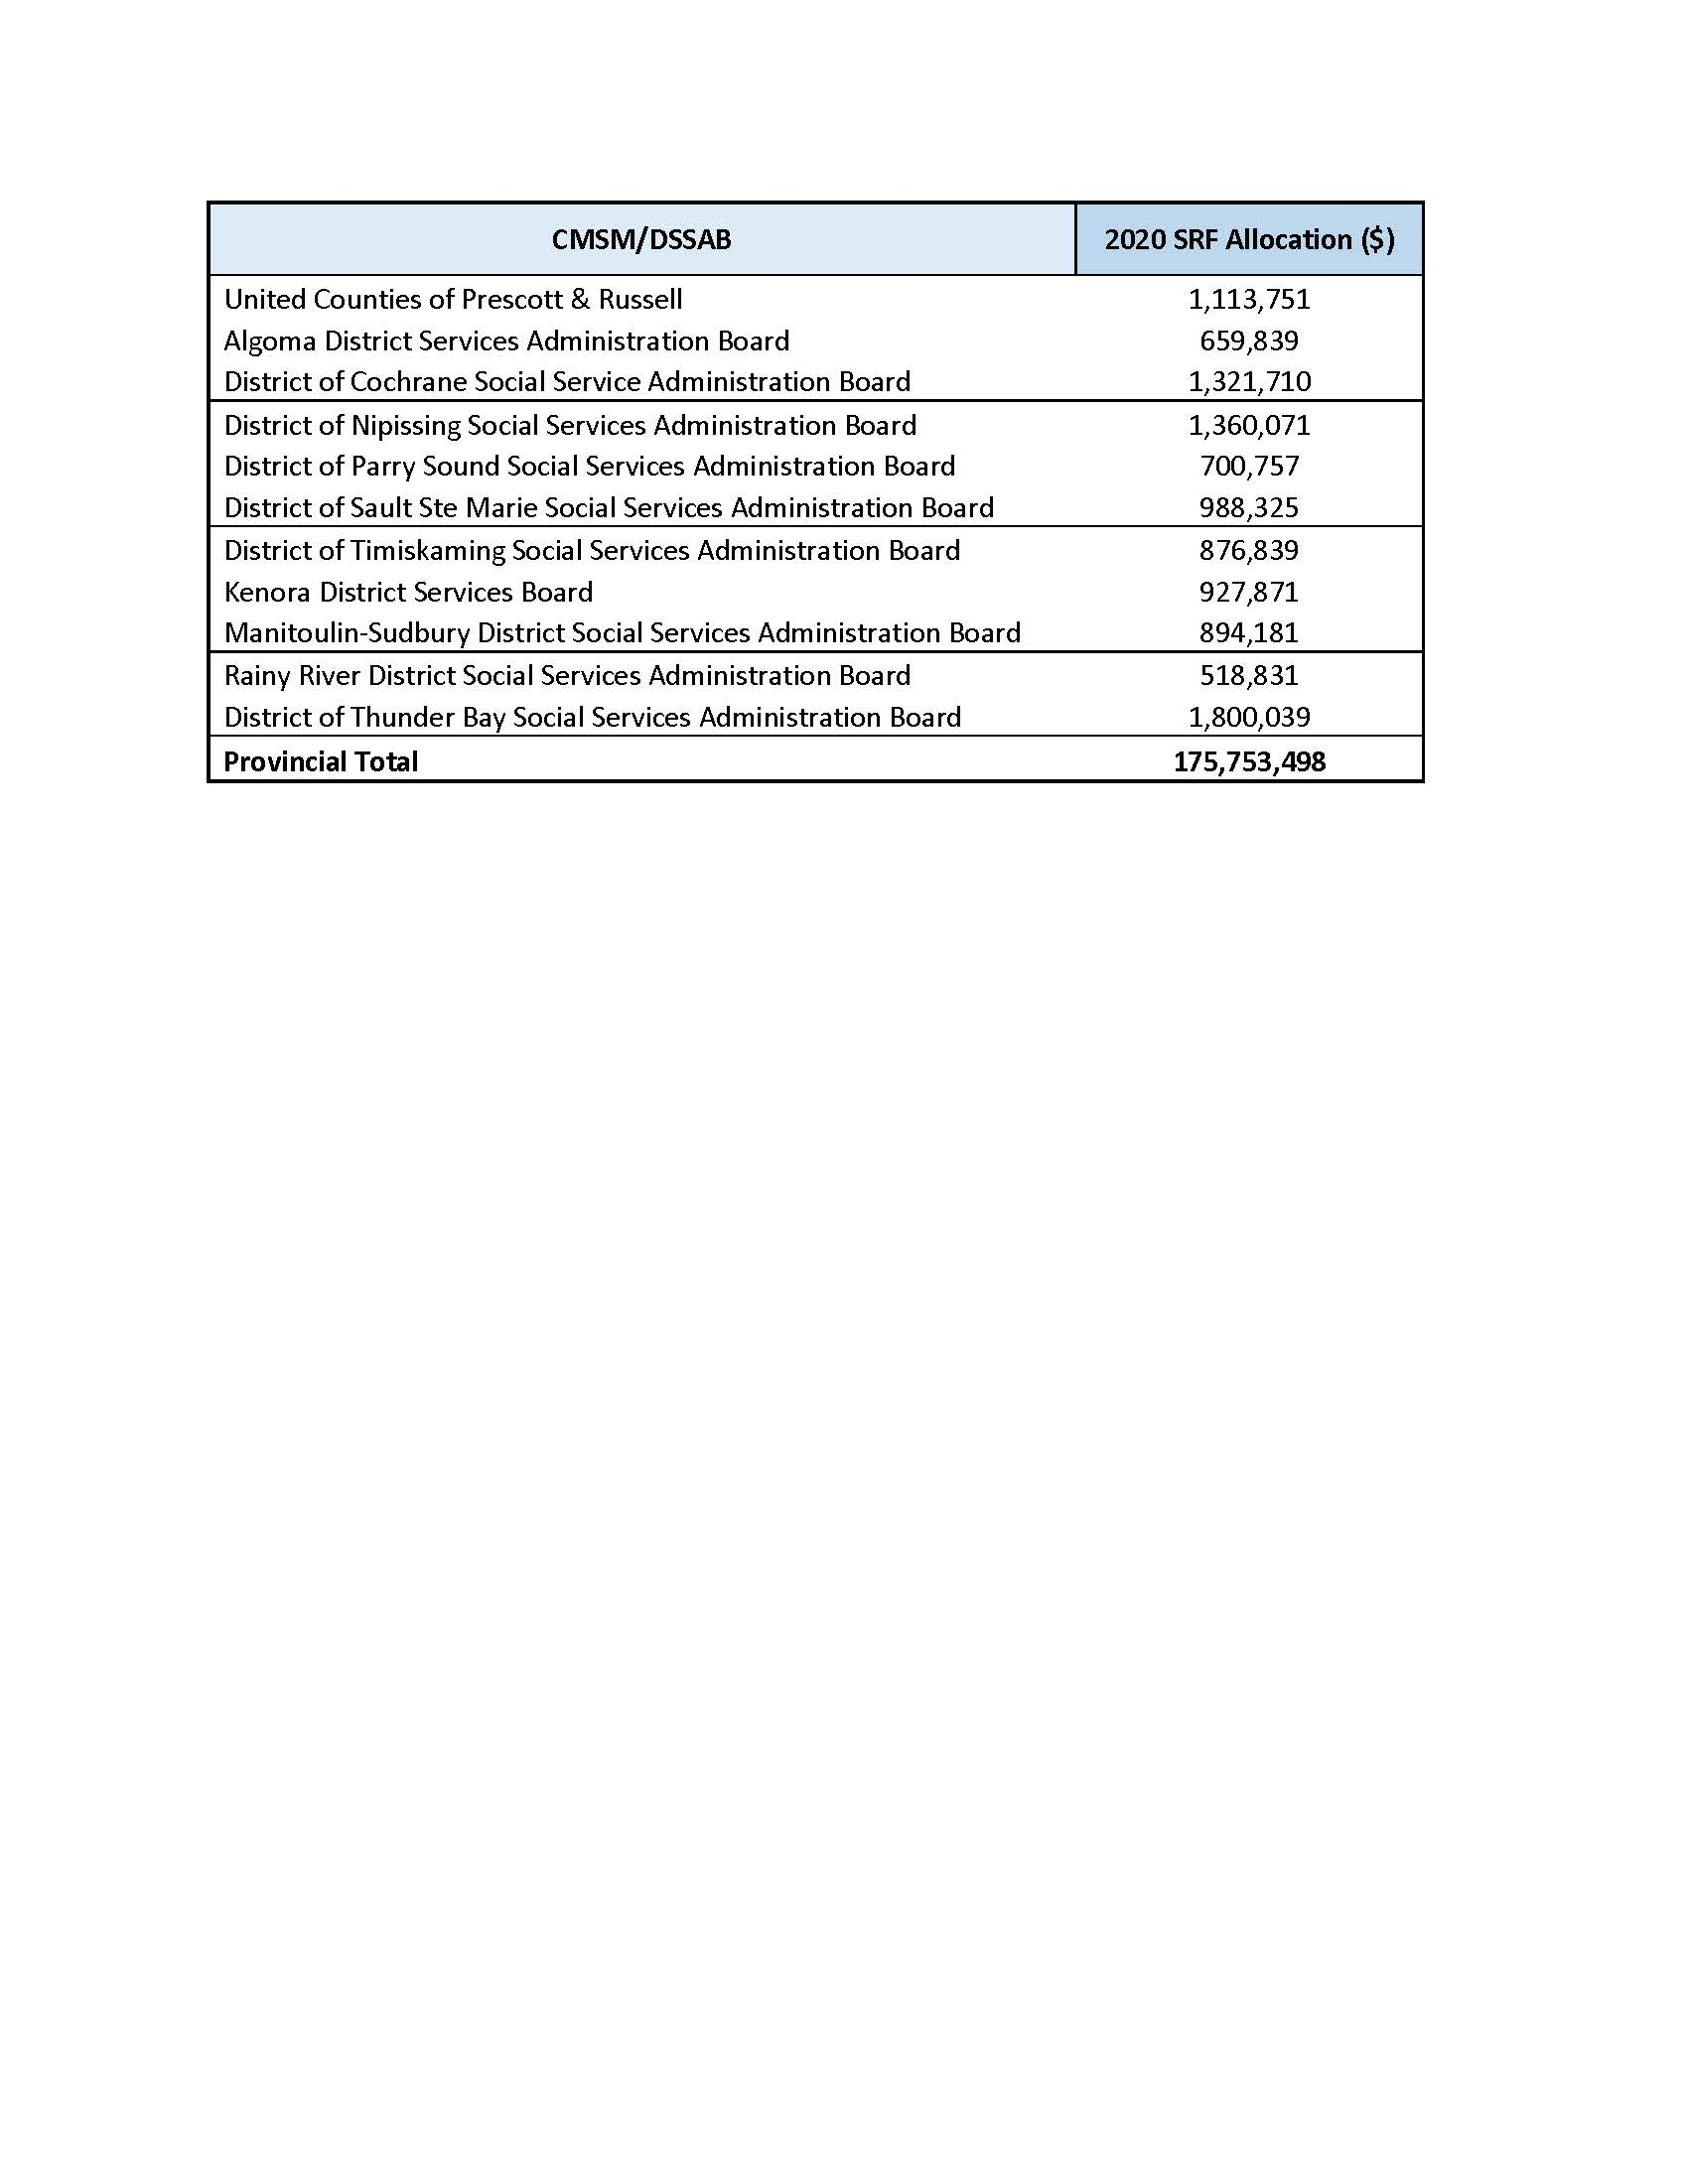 CMSM/DSSAB 2020 SRF Allocation ($)
United Counties of Prescott & Russell 1,113,751
Algoma District Services Administration Board 659,839
District of Cochrane Social Service Administration Board 1,321,710
District of Nipissing Social Services Administration Board 1,360,071
District of Parry Sound Social Services Administration Board 700,757
District of Sault Ste Marie Social Services Administration Board 988,325
District of Timiskaming Social Services Administration Board 876,839
Kenora District Services Board 927,871
Manitoulin-Sudbury District Social Services Administration Board 894,181
Rainy River District Social Services Administration Board 518,831
District of Thunder Bay Social Services Administration Board 1,800,039
Provincial Total 175,753,498